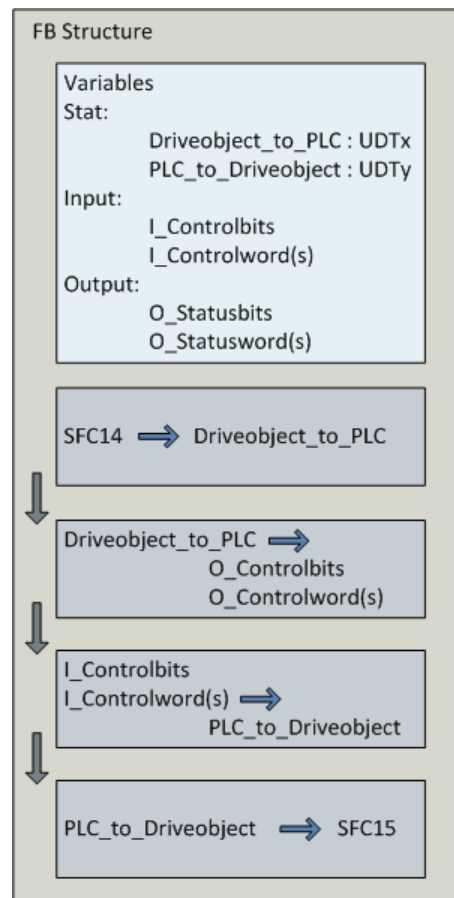 FB Structure
Variables
Stat:
Driveobject_to_PLC : UDTx
PLC_to_Driveobject : UDTy
Input:
I_Controlbits
I_Controlword(s)
Output:
O_Statusbits
O_Statusword(s)
SFC14 Driveobject_to_PLC
Driveobject_to_PLC
O_Controlbits
O_Controlword(s)
I_Controlbits
I_Controlword(s)
PLC_to_Driveobject
PLC_to_Driveobject SFC15